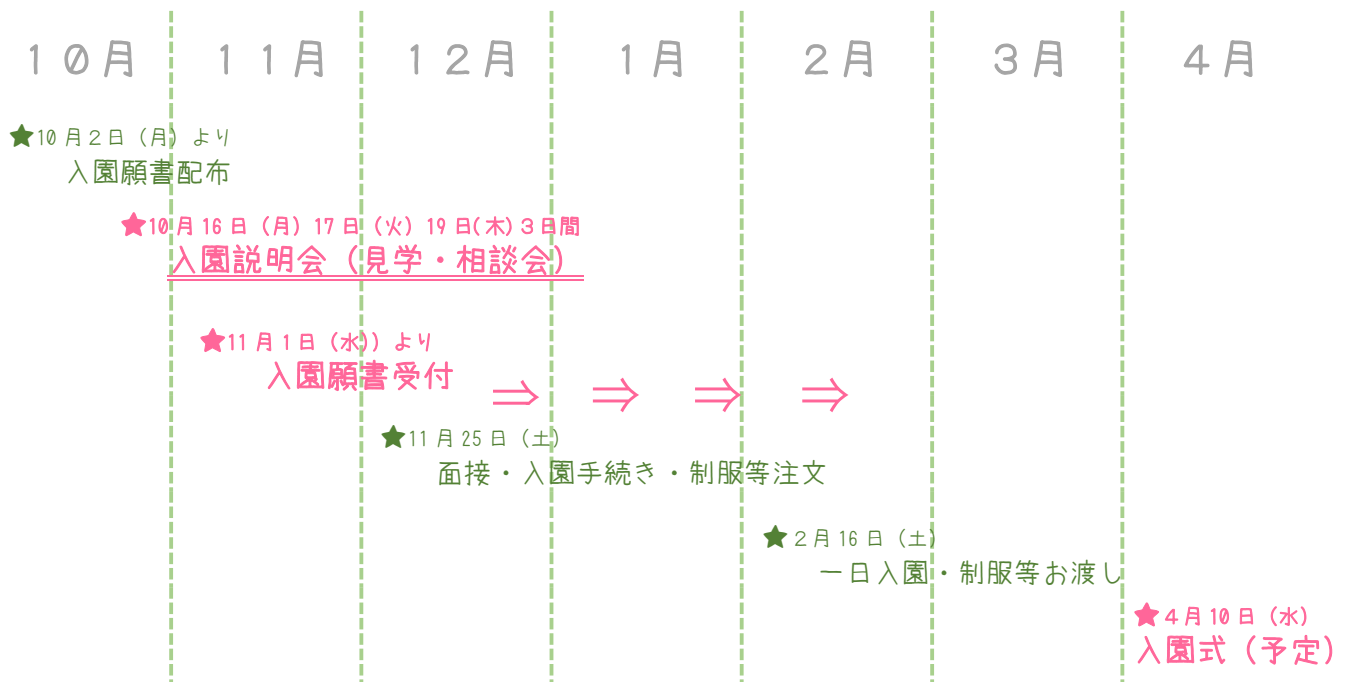 １０月 １１月 １２月 １月 ２月 ３月 ４月
★10月２日（月）より
入園願書配布
★10月16日（月）17日（火）19日(木)３日間
入園説明会（見学・相談会）
★11月１日（水)）より
入園願書受付
⇒ ⇒ ⇒ ⇒
★11月25日（土）
面接・入園手続き・制服等注文
★２月16日（土）
一日入園・制服等お渡し
★４月10日（水）
入園式（予定）